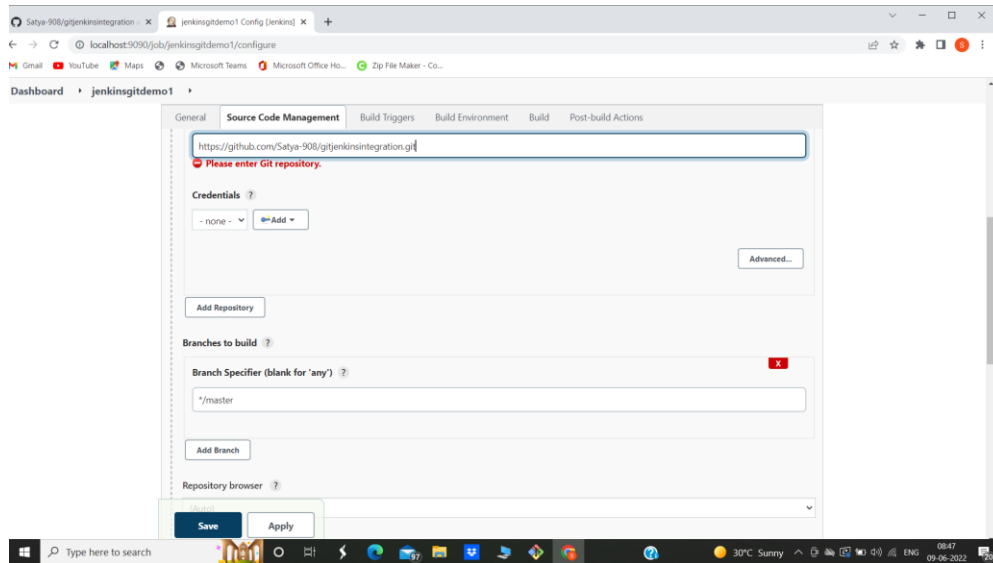 Satya-908/gitjenkinsintegration
jenkinsgitdemo1 Config [Jenkins]
localhost:9090/job/jenkinsgitdemo1/configure
S
Gmail YouTube Maps Microsoft Teams Microsoft Office Ho... Zip File Maker - Co...
Dashboard jenkinsgitdemo1
General Source Code Management Build Triggers Build Environment Build Post-build Actions
https://github.com/Satya-908/gitjenkinsintegration.git
Please enter Git repository.
Credentials ?
- none - Add
Advanced...
Add Repository
Branches to build ?
X
Branch Specifier (blank for 'any') ?
*/master
Add Branch
Repository browser ?
(Auto)
Save Apply
Type here to search
97
30°C Sunny
ENG
08:47
09-06-2022
20